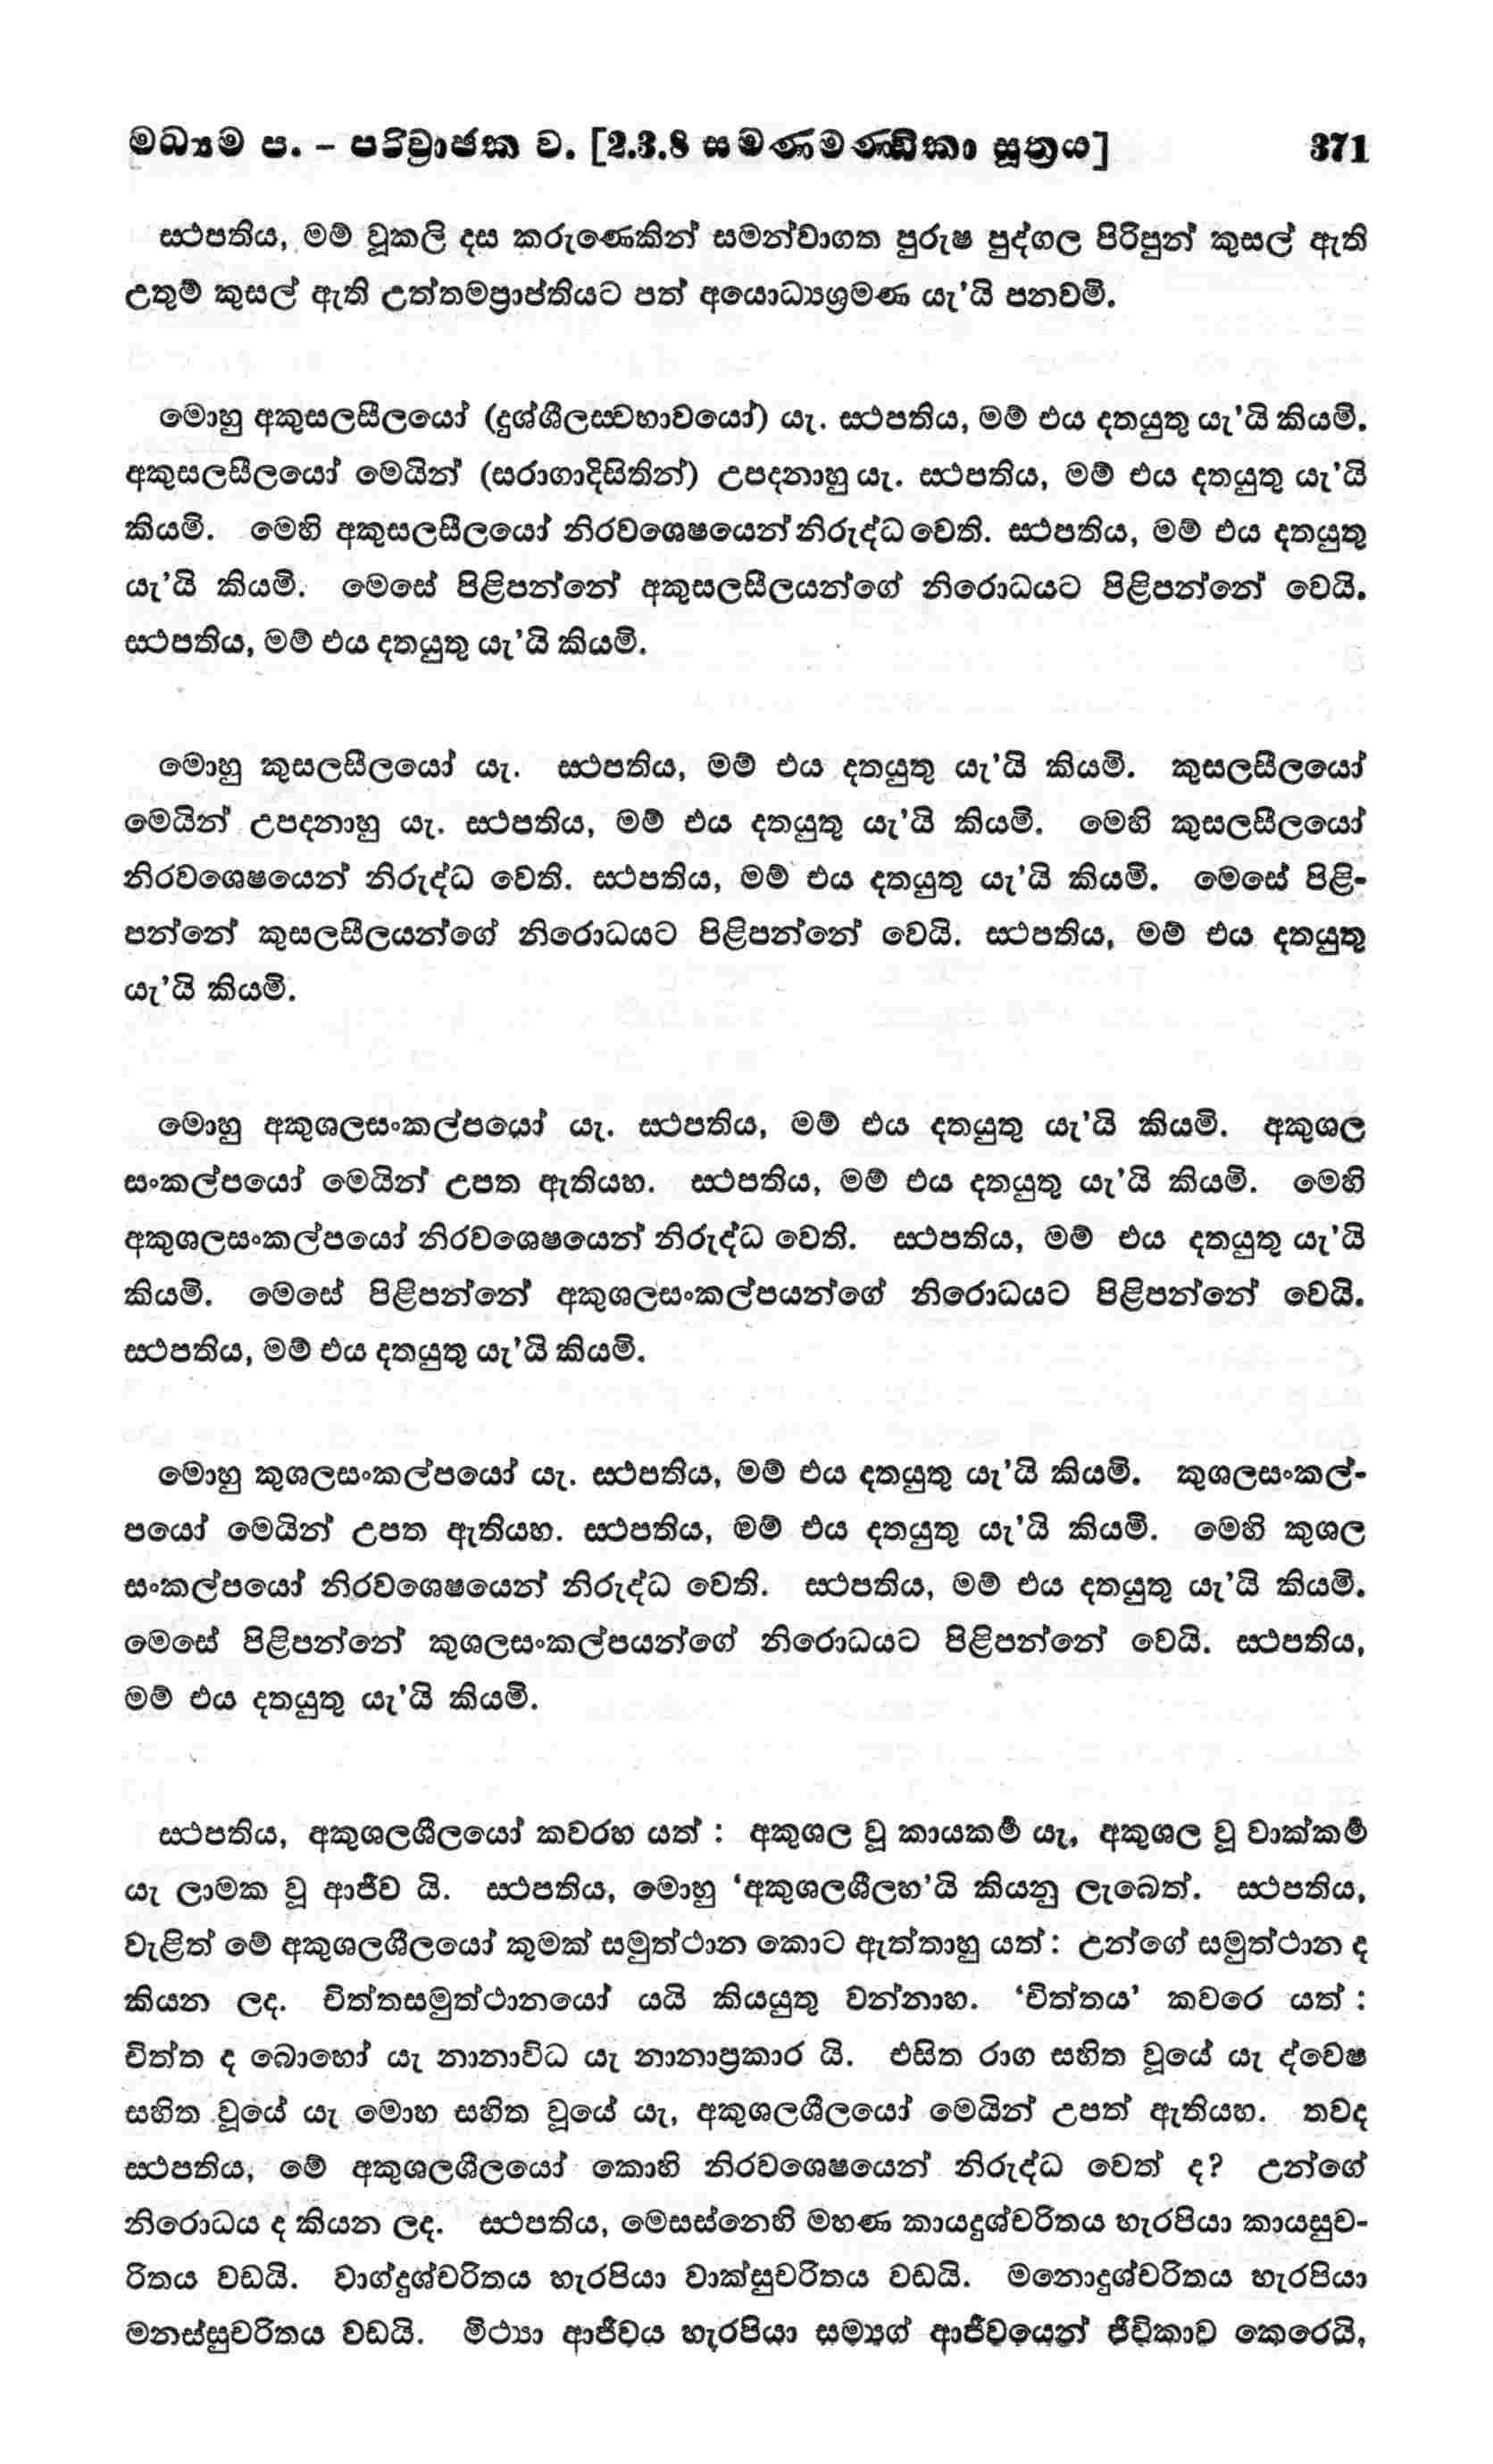 මධ්‍යම ප. – පරිව්‍රාජක ව. [2.3.8 සමණමණ්ඩිකා සූත්‍රය] 371
ස්ථපතිය, මම් වූකලි දස කරුණෙකින් සමන්වාගත පුරුෂ පුද්ගල පිරිපුන් කුසල් ඇති
උතුම් කුසල් ඇති උත්තමප්‍රාප්තියට පත් අයොධ්‍යශ්‍රමණ යැ’යි පනවමි.
මොහු අකුසලසීලයෝ (දුශ්ශීලස්වභාවයෝ) යැ. ස්ථපතිය, මම් එය දතයුතු යැ’යි කියමි.
අකුසලසීලයෝ මෙයින් (සරාගාදිසිතින්) උපදනාහු යැ. ස්ථපතිය, මම් එය දතයුතු යැ’යි
කියමි. මෙහි අකුසලසීලයෝ නිරවශෙෂයෙන් නිරුද්ධ වෙති. ස්ථපතිය, මම් එය දතයුතු
යැ’යි කියමි. මෙසේ පිළිපන්නේ අකුසලසීලයන්ගේ නිරොධයට පිළිපන්නේ වෙයි.
ස්ථපතිය, මම් එය දතයුතු යැ’යි කියමි.
මොහු කුසලසීලයෝ යැ. ස්ථපතිය, මම් එය දතයුතු යැ’යි කියමි. කුසලසීලයෝ
මෙයින් උපදනාහු යැ. ස්ථපතිය, මම් එය දතයුතු යැ’යි කියමි. මෙහි කුසලසීලයෝ
නිරවශෙෂයෙන් නිරුද්ධ වෙති. ස්ථපතිය, මම් එය දතයුතු යැ’යි කියමි. මෙසේ පිළි-
පන්නේ කුසලසීලයන්ගේ නිරොධයට පිළිපන්නේ වෙයි. ස්ථපතිය, මම් එය දතයුතු
යැ’යි කියමි.
මොහු අකුශලසංකල්පයෝ යැ. ස්ථපතිය, මම් එය දතයුතු යැ’යි කියමි. අකුශල
සංකල්පයෝ මෙයින් උපත ඇතියහ. ස්ථපතිය, මම් එය දතයුතු යැ’යි කියමි. මෙහි
අකුශලසංකල්පයෝ නිරවශෙෂයෙන් නිරුද්ධ වෙති. ස්ථපතිය, මම් එය දතයුතු යැ’යි
කියමි. මෙසේ පිළිපන්නේ අකුශලසංකල්පයන්ගේ නිරොධයට පිළිපන්නේ වෙයි.
ස්ථපතිය, මම් එය දතයුතු යැ’යි කියමි.
මොහු කුශලසංකල්පයෝ යැ. ස්ථපතිය, මම් එය දතයුතු යැ’යි කියමි. කුශලසංකල්-
පයෝ මෙයින් උපත ඇතියහ. ස්ථපතිය, මම් එය දතයුතු යැ’යි කියමි. මෙහි කුශල
සංකල්පයෝ නිරවශෙෂයෙන් නිරුද්ධ වෙති. ස්ථපතිය, මම් එය දතයුතු යැ’යි කියමි.
මෙසේ පිළිපන්නේ කුශලසංකල්පයන්ගේ නිරොධයට පිළිපන්නේ වෙයි. ස්ථපතිය,
මම් එය දතයුතු යැ’යි කියමි.
ස්ථපතිය, අකුශලශීලයෝ කවරහ යත් : අකුශල වූ කායකර්‍ම යැ, අකුශල වූ වාක්කර්‍ම
යැ ලාමක වූ ආජීව යි. ස්ථපතිය, මොහු ‘අකුශලශීලහ’යි කියනු ලැබෙත්. ස්ථපතිය,
වැළිත් මේ අකුශලශීලයෝ කුමක් සමුත්ථාන කොට ඇත්තාහු යත් : උන්ගේ සමුත්ථාන ද
කියන ලද. චිත්තසමුත්ථානයෝ යයි කියයුතු වන්නාහ. ‘චිත්තය’ කවරෙ යත් :
චිත්ත ද බොහෝ යැ නානාවිධ යැ නානාප්‍රකාර යි. එසිත රාග සහිත වූයේ යැ ද්වෙෂ
සහිත වූයේ යැ මොහ සහිත වූයේ යැ, අකුශලශීලයෝ මෙයින් උපත් ඇතියහ. තවද
ස්ථපතිය, මේ අකුශලශීලයෝ කොහි නිරවශෙෂයෙන් නිරුද්ධ වෙත් ද? උන්ගේ
නිරොධය ද කියන ලද. ස්ථපතිය, මෙසස්නෙහි මහණ කායදුශ්චරිතය හැරපියා කායසුච-
රිතය වඩයි. වාග්දුශ්චරිතය හැරපියා වාක්සුචරිතය වඩයි. මනොදුශ්චරිතය හැරපියා
මනස්සුචරිතය වඩයි. මිථ්‍යා ආජීවය හැරපියා සම්‍යග් ආජීවයෙන් ජීවිකාව කෙරෙයි,